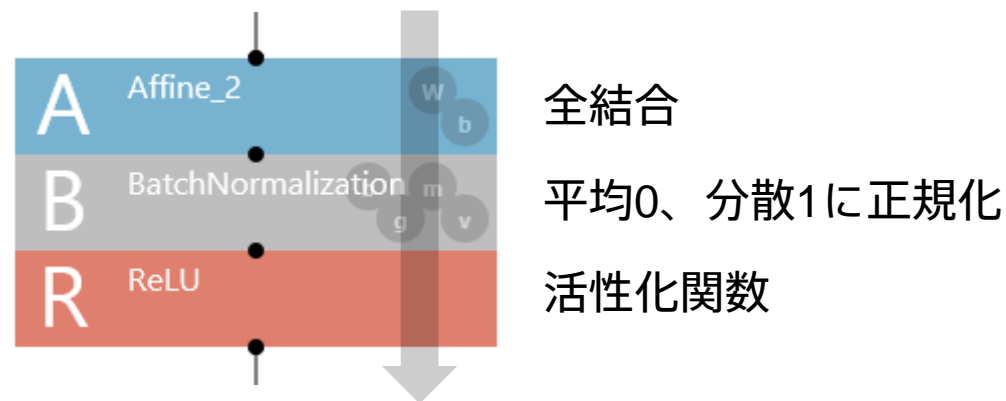 A Affine_2 W b 全結合
B BatchNormalization m g v 平均0、分散1に正規化
R ReLU 活性化関数